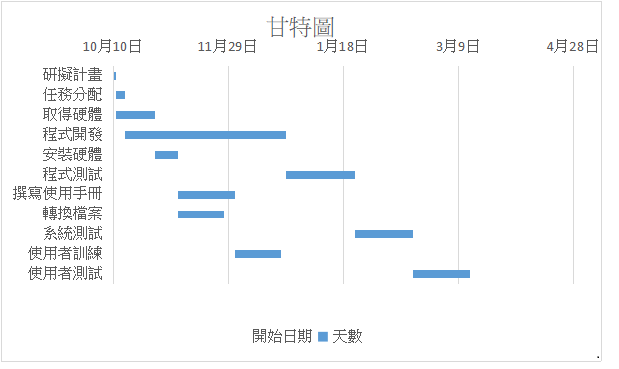 甘特圖
10月10日 11月29日 1月18日 3月9日 4月28日
研擬計畫
任務分配
取得硬體
程式開發
安裝硬體
程式測試
撰寫使用手冊
轉換檔案
系統測試
使用者訓練
使用者測試
開始日期 天數